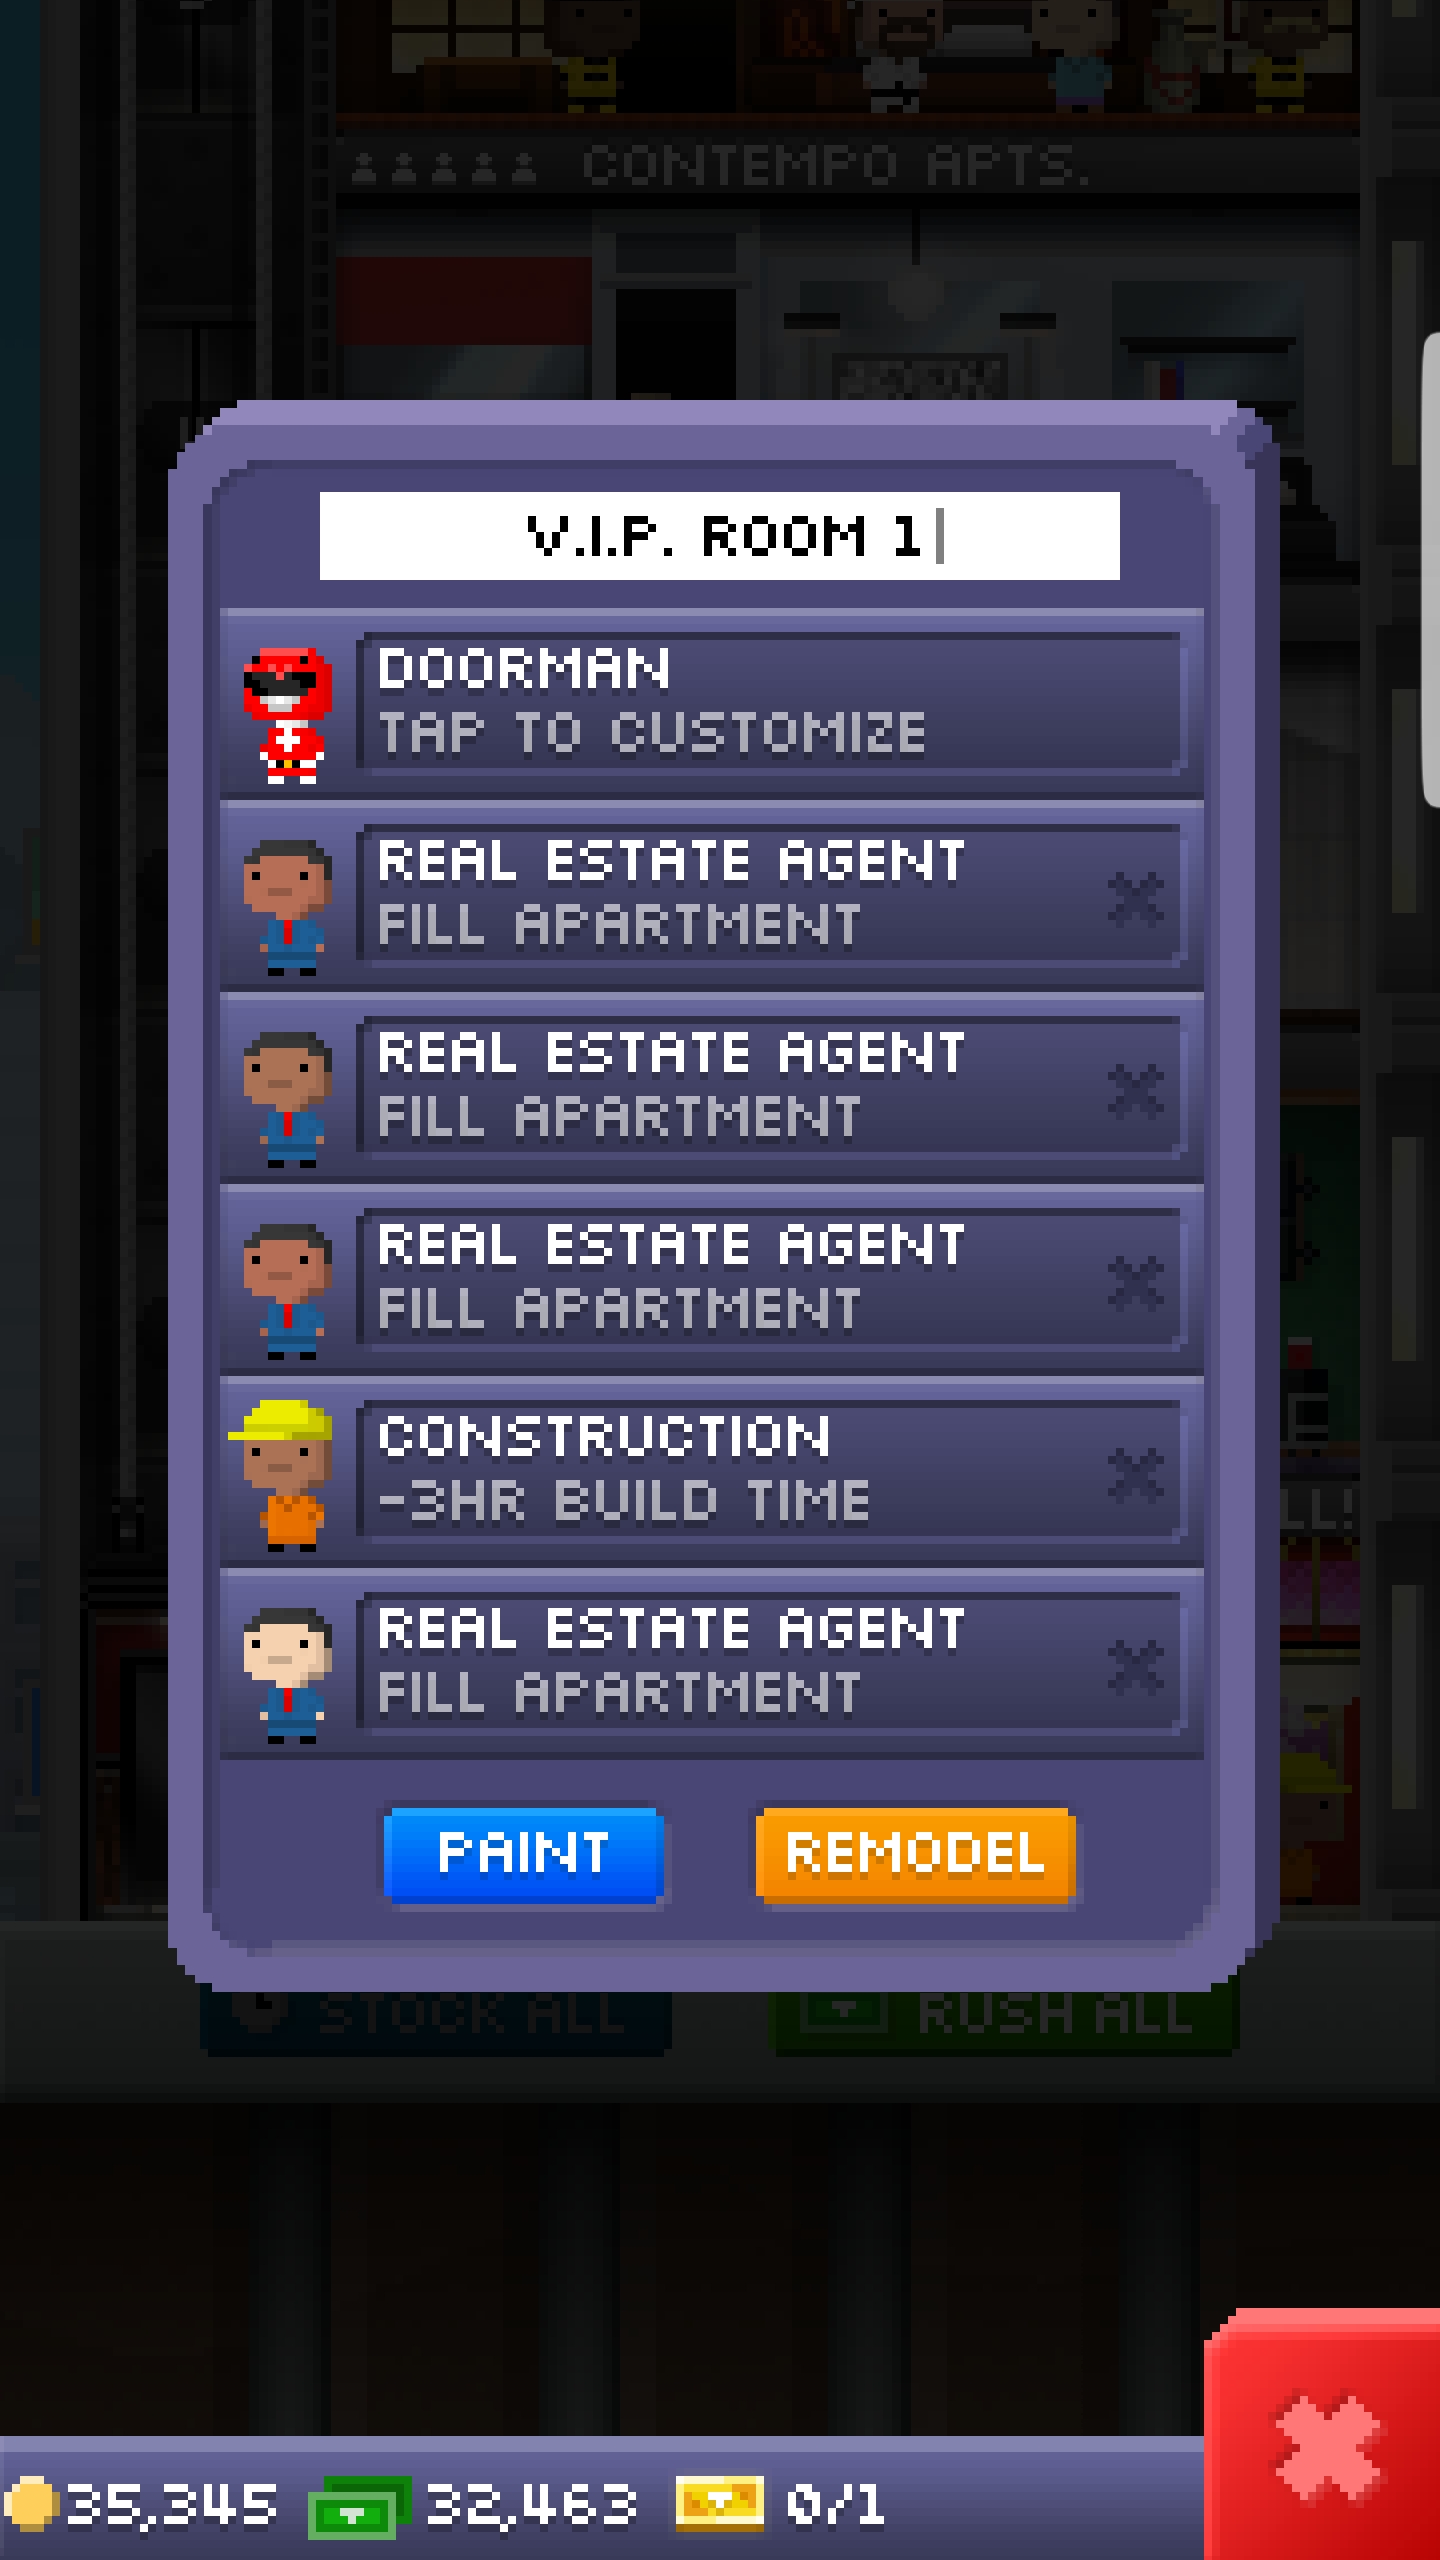 CONTEMPO APTS.
V.I.P. ROOM 1
DOORMAN
TAP TO CUSTOMIZE
REAL ESTATE AGENT
FILL APARTMENT
REAL ESTATE AGENT
FILL APARTMENT
REAL ESTATE AGENT
FILL APARTMENT
CONSTRUCTION
-3HR BUILD TIME
LL!
REAL ESTATE AGENT
FILL APARTMENT
PAINT
REMODEL
STOCK ALL
RUSH ALL
35,345
32,463
0/1